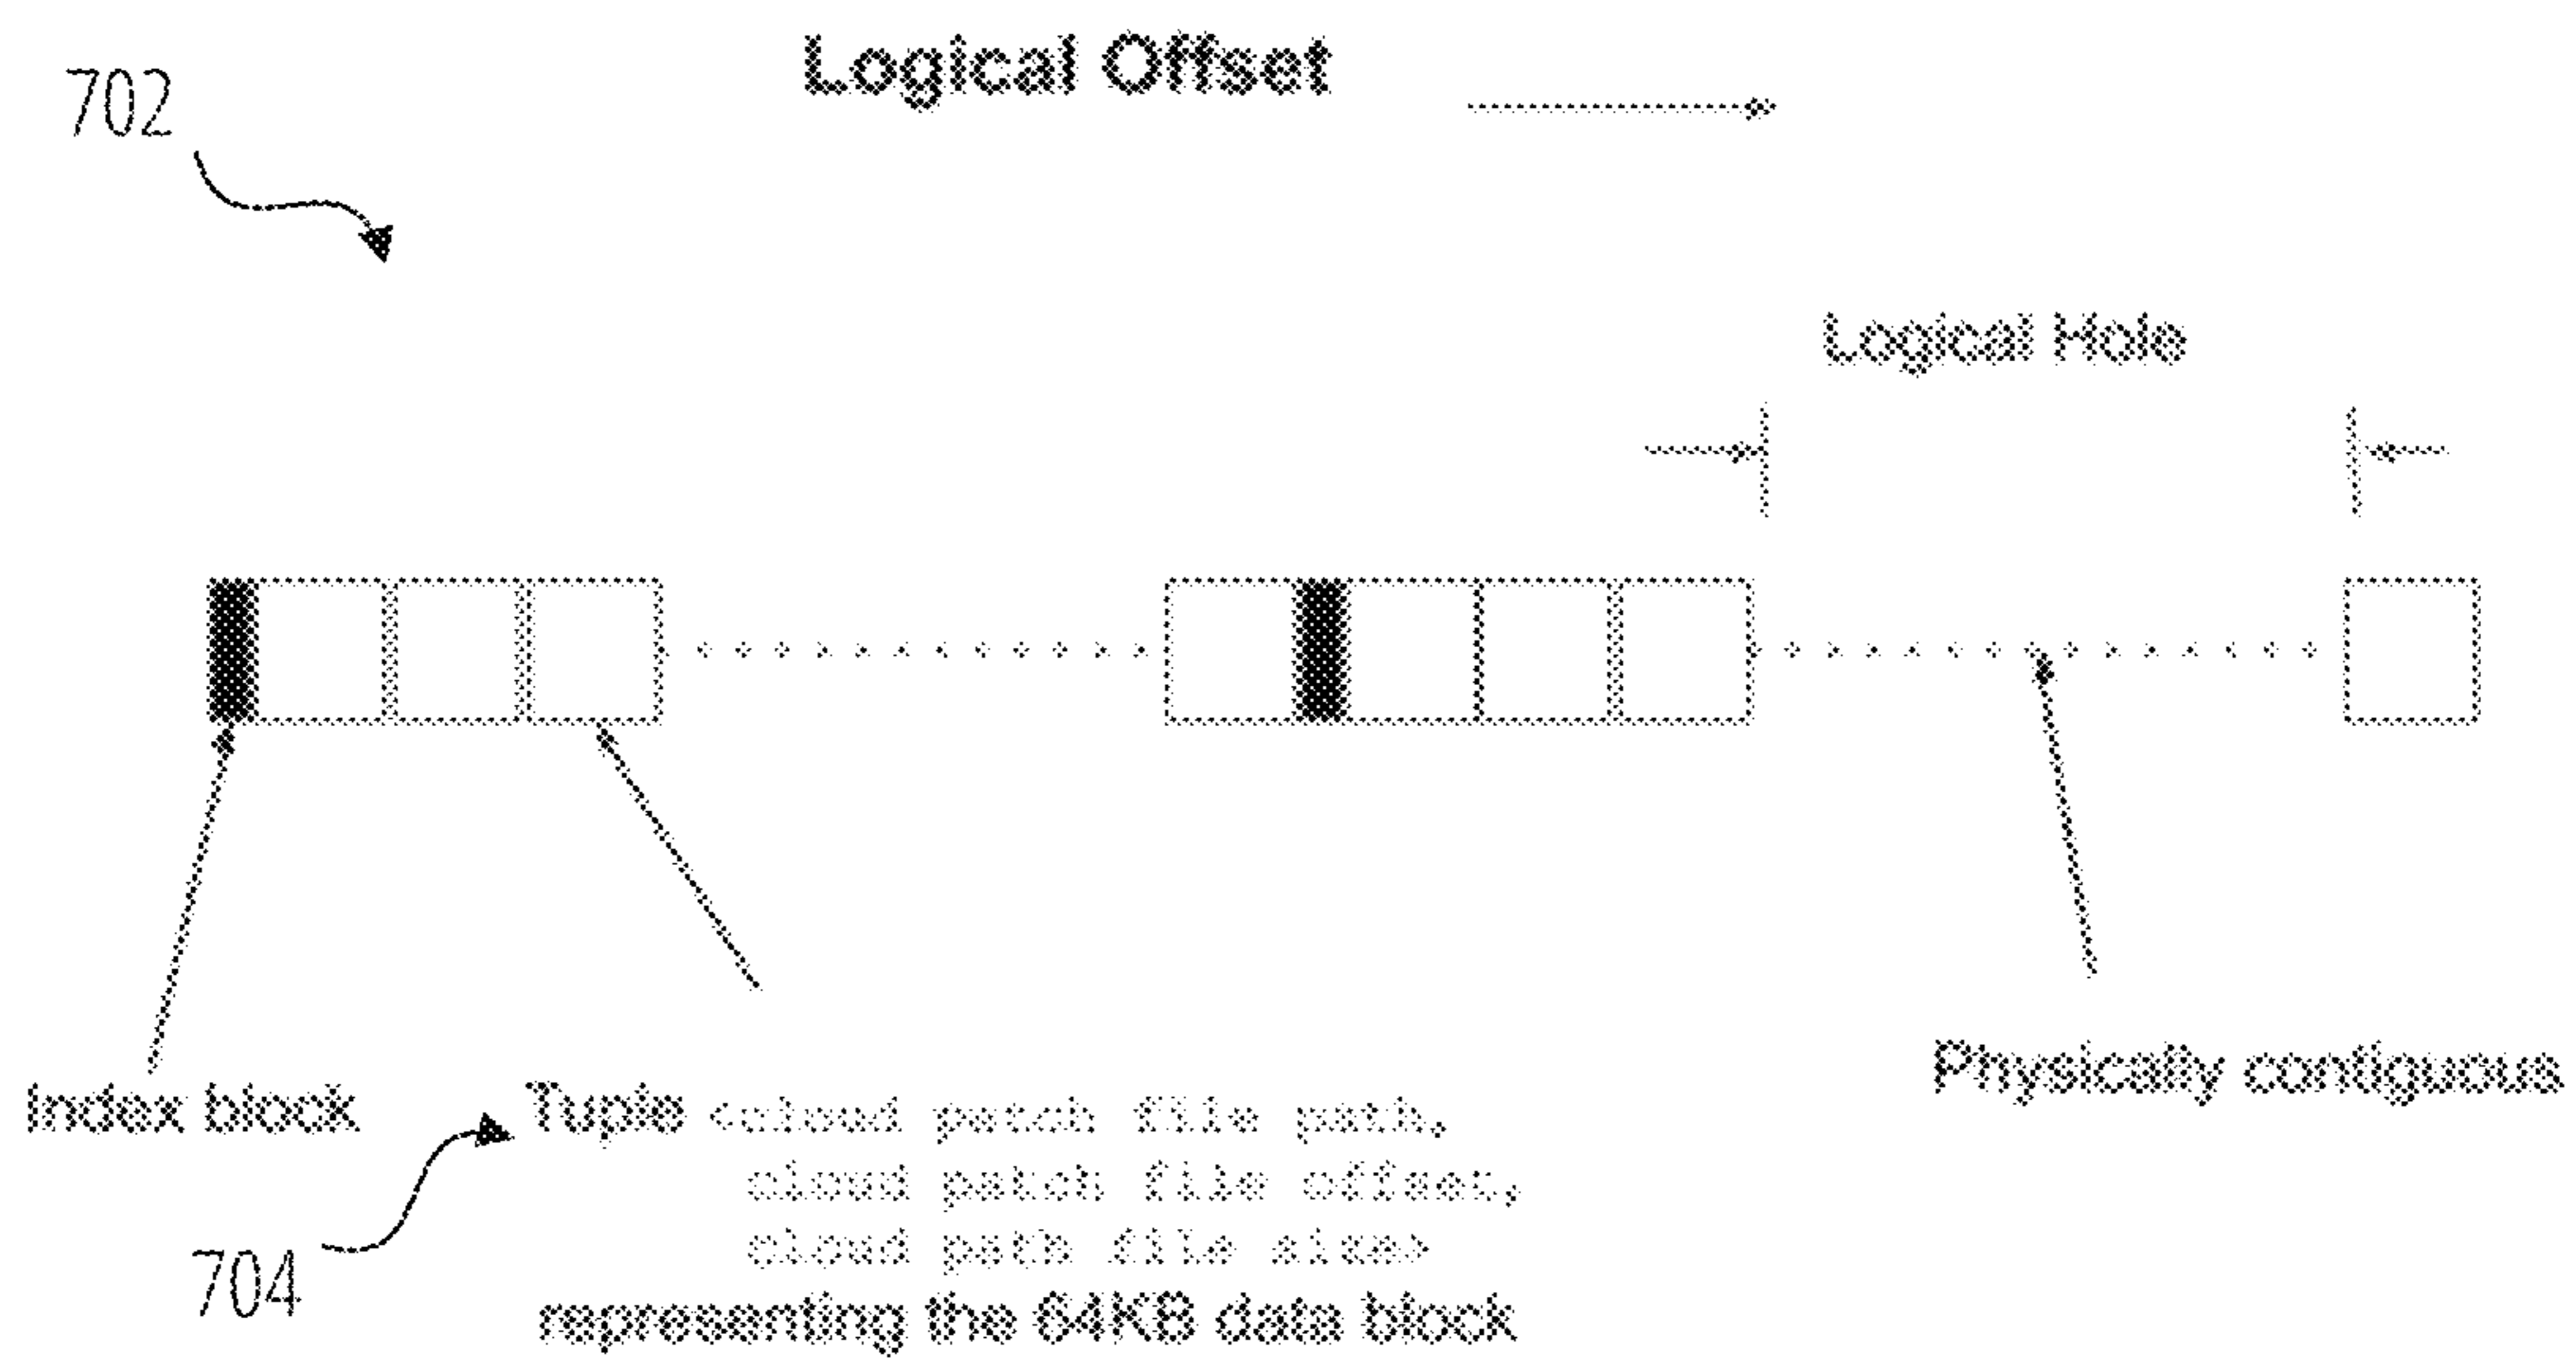 Logical Offset
702
Logical Hole
Index block
Tuple <cloud patch file path,
cloud patch file offset,
cloud path file size>
representing the 64KB data block
704
Physically contiguous